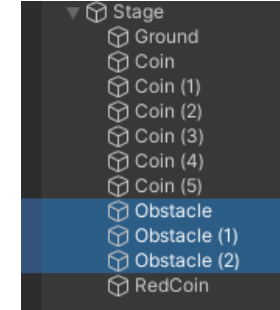 Stage
Ground
Coin
Coin (1)
Coin (2)
Coin (3)
Coin (4)
Coin (5)
Obstacle
Obstacle (1)
Obstacle (2)
RedCoin